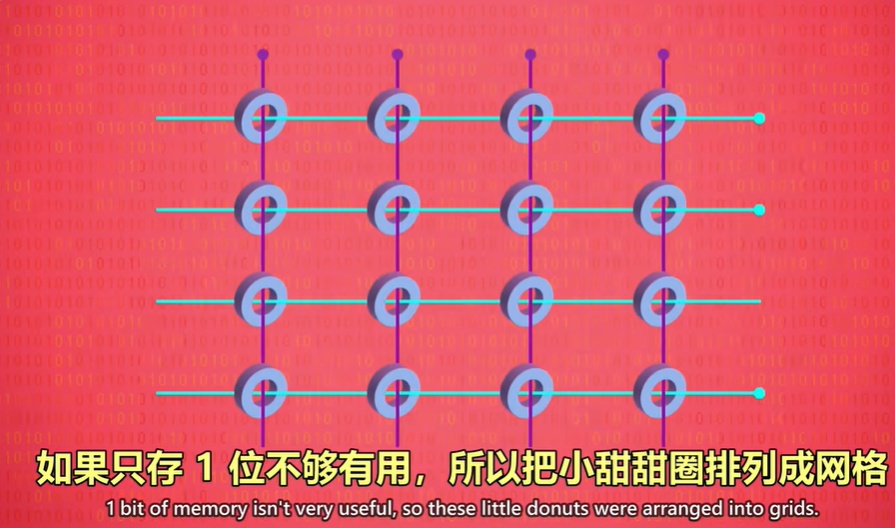 如果只存 1 位不够有用，所以把小甜甜圈排列成网格
1 bit of memory isn't very useful, so these little donuts were arranged into grids.